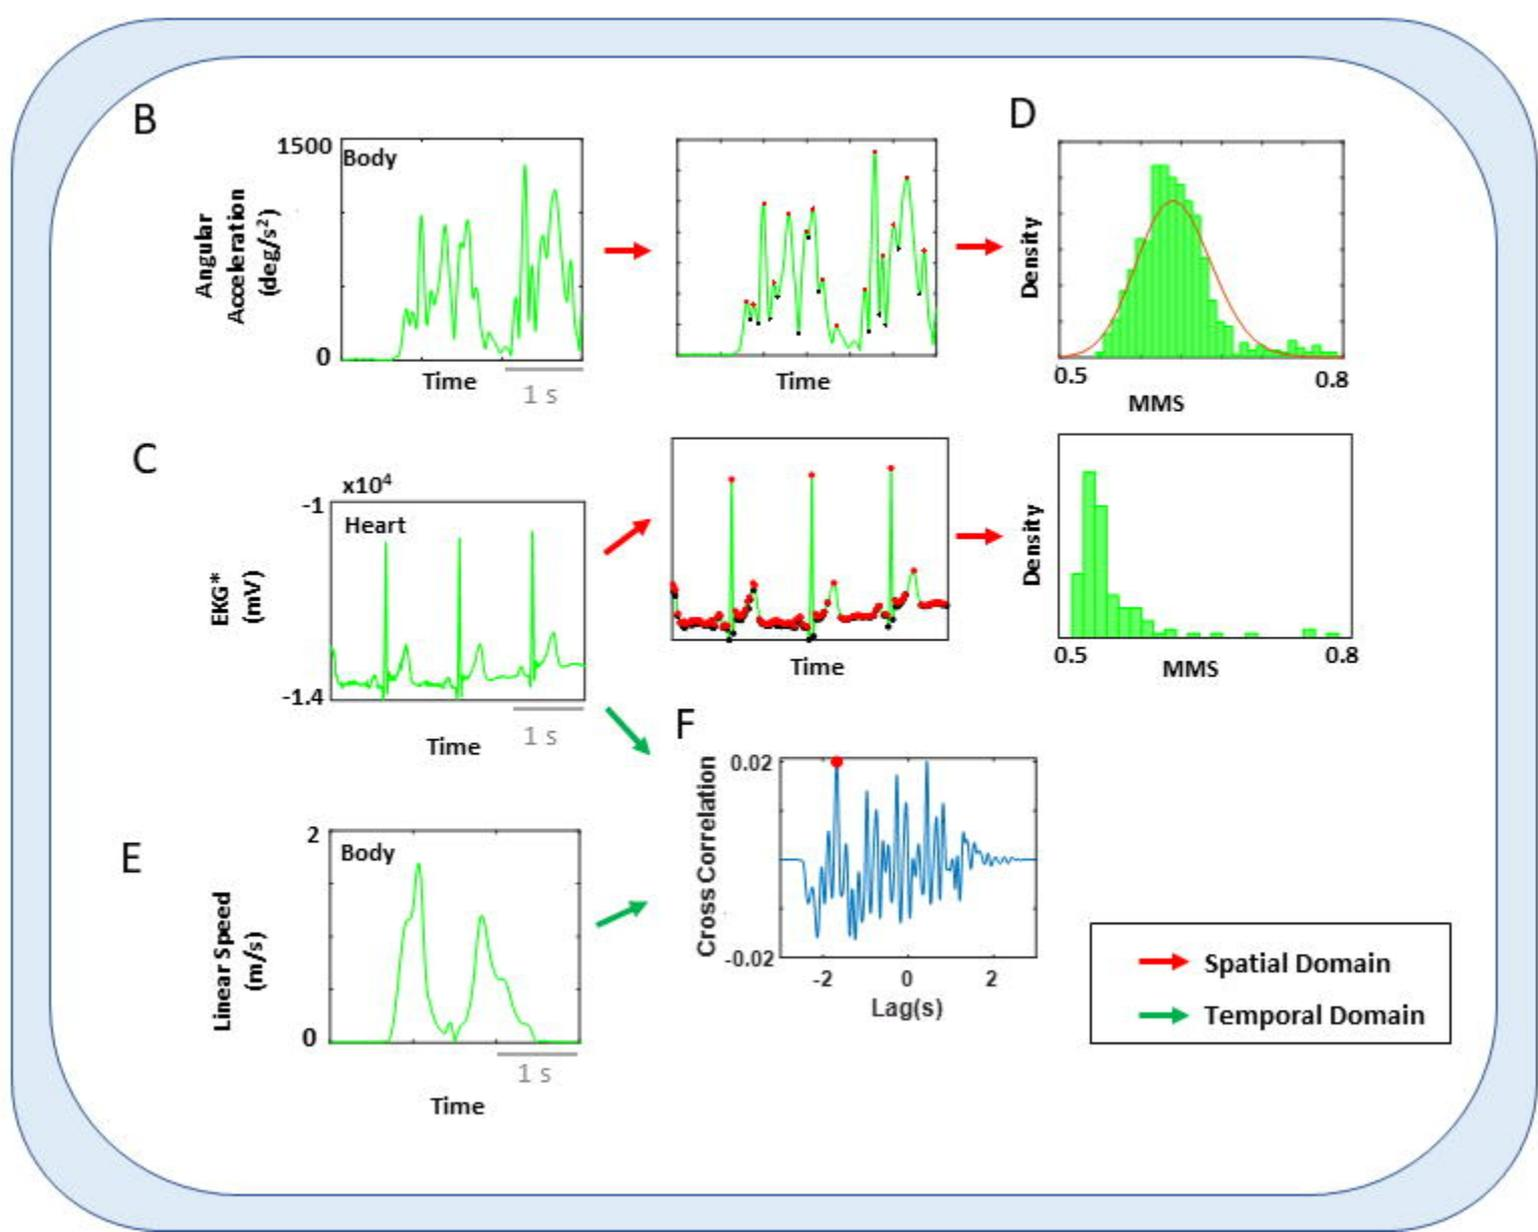 B
D
1500
Body
Angular
Acceleration
(deg/s²)
0
Time
1 s
Time
Density
0.5
0.8
MMS
C
x10⁴
-1
Heart
EKG*
(mV)
-1.4
Time
1 s
Time
Density
0.5
0.8
MMS
F
0.02
Cross Correlation
-0.02
-2
0
2
Lag(s)
E
2
Body
Linear Speed
(m/s)
0
1 s
Time
Spatial Domain
Temporal Domain